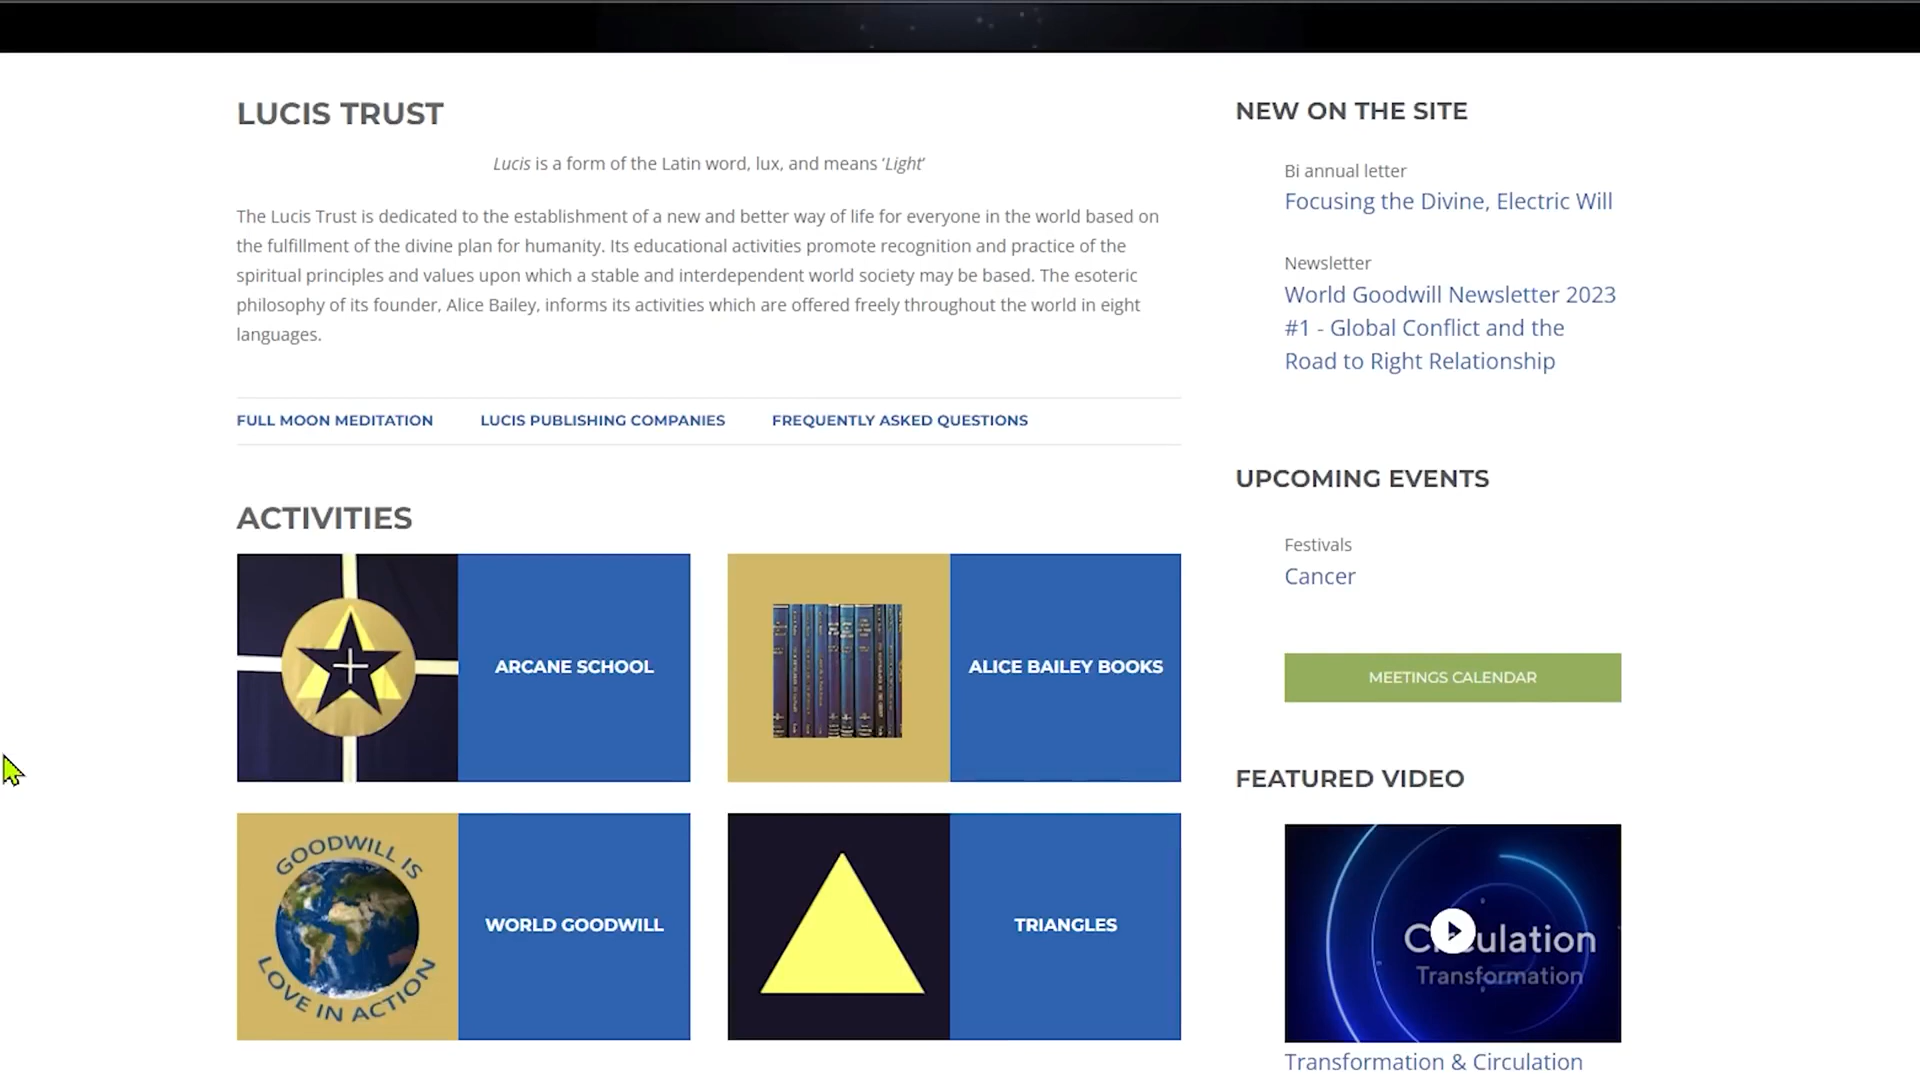 LUCIS TRUST
Lucis is a form of the Latin word, lux, and means ‘Light’
The Lucis Trust is dedicated to the establishment of a new and better way of life for everyone in the world based on
the fulfillment of the divine plan for humanity. Its educational activities promote recognition and practice of the
spiritual principles and values upon which a stable and interdependent world society may be based. The esoteric
philosophy of its founder, Alice Bailey, informs its activities which are offered freely throughout the world in eight
languages.
FULL MOON MEDITATION
LUCIS PUBLISHING COMPANIES
FREQUENTLY ASKED QUESTIONS
ACTIVITIES
ARCANE SCHOOL
ALICE BAILEY BOOKS
GOODWILL IS
LOVE IN ACTION
WORLD GOODWILL
TRIANGLES
NEW ON THE SITE
Bi annual letter
Focusing the Divine, Electric Will
Newsletter
World Goodwill Newsletter 2023
#1 - Global Conflict and the
Road to Right Relationship
UPCOMING EVENTS
Festivals
Cancer
MEETINGS CALENDAR
FEATURED VIDEO
Circulation
Transformation
Transformation & Circulation